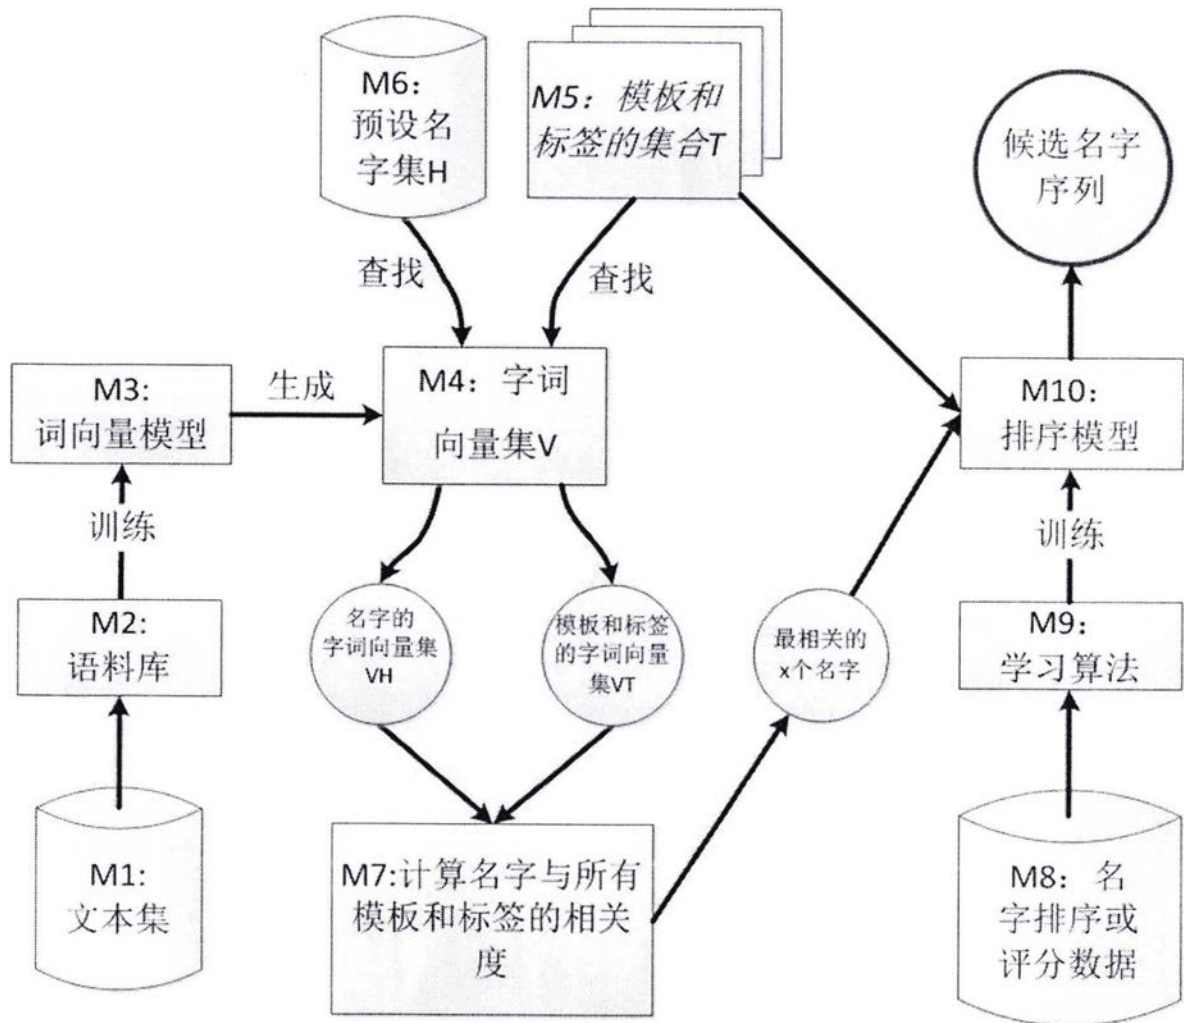 M6：
预设名
字集H
M5：模板和
标签的集合T
候选名字
序列
查找
查找
M3:
词向量模型
生成
M4：字词
向量集V
M10：
排序模型
训练
训练
M2:
语料库
名字的
字词向量集
VH
模板和标签
的字词向量
集VT
最相关的
x个名字
M9：
学习算法
M1:
文本集
M7:计算名字与所有
模板和标签的相关
度
M8：名
字排序或
评分数据